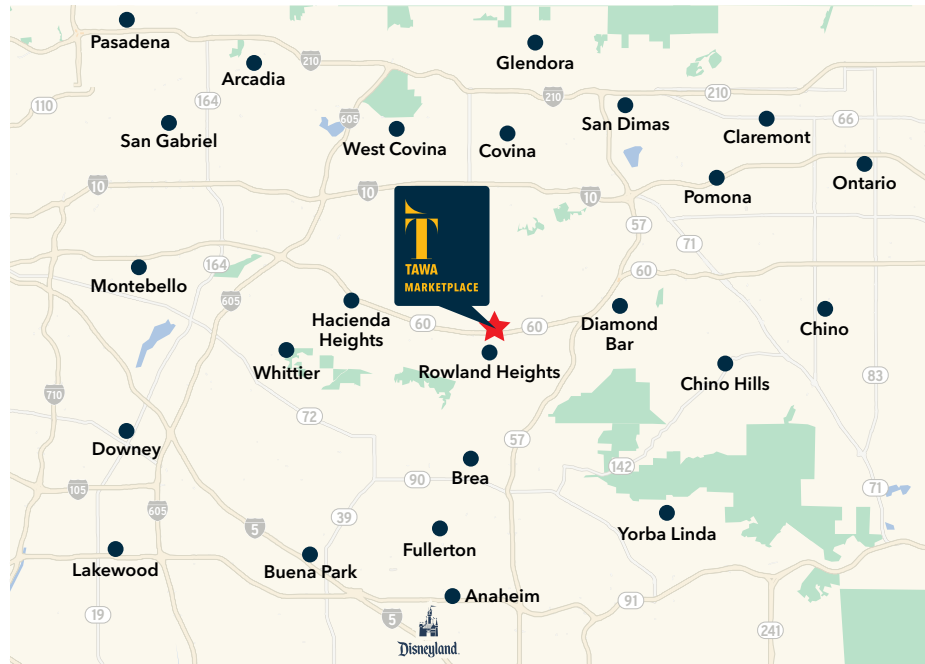 Pasadena
Glendora
Arcadia
210
210
210
110
164
605
San Dimas
66
Claremont
San Gabriel
West Covina
Covina
Pomona
Ontario
10
10
10
57
71
T
TAWA
MARKETPLACE
164
60
Montebello
605
Hacienda
Heights
60
60
Diamond
Bar
Chino
Whittier
Rowland Heights
Chino Hills
83
710
72
57
Downey
Brea
142
90
71
105
605
39
5
Yorba Linda
Fullerton
Lakewood
Buena Park
Anaheim
91
19
5
241
Disneyland